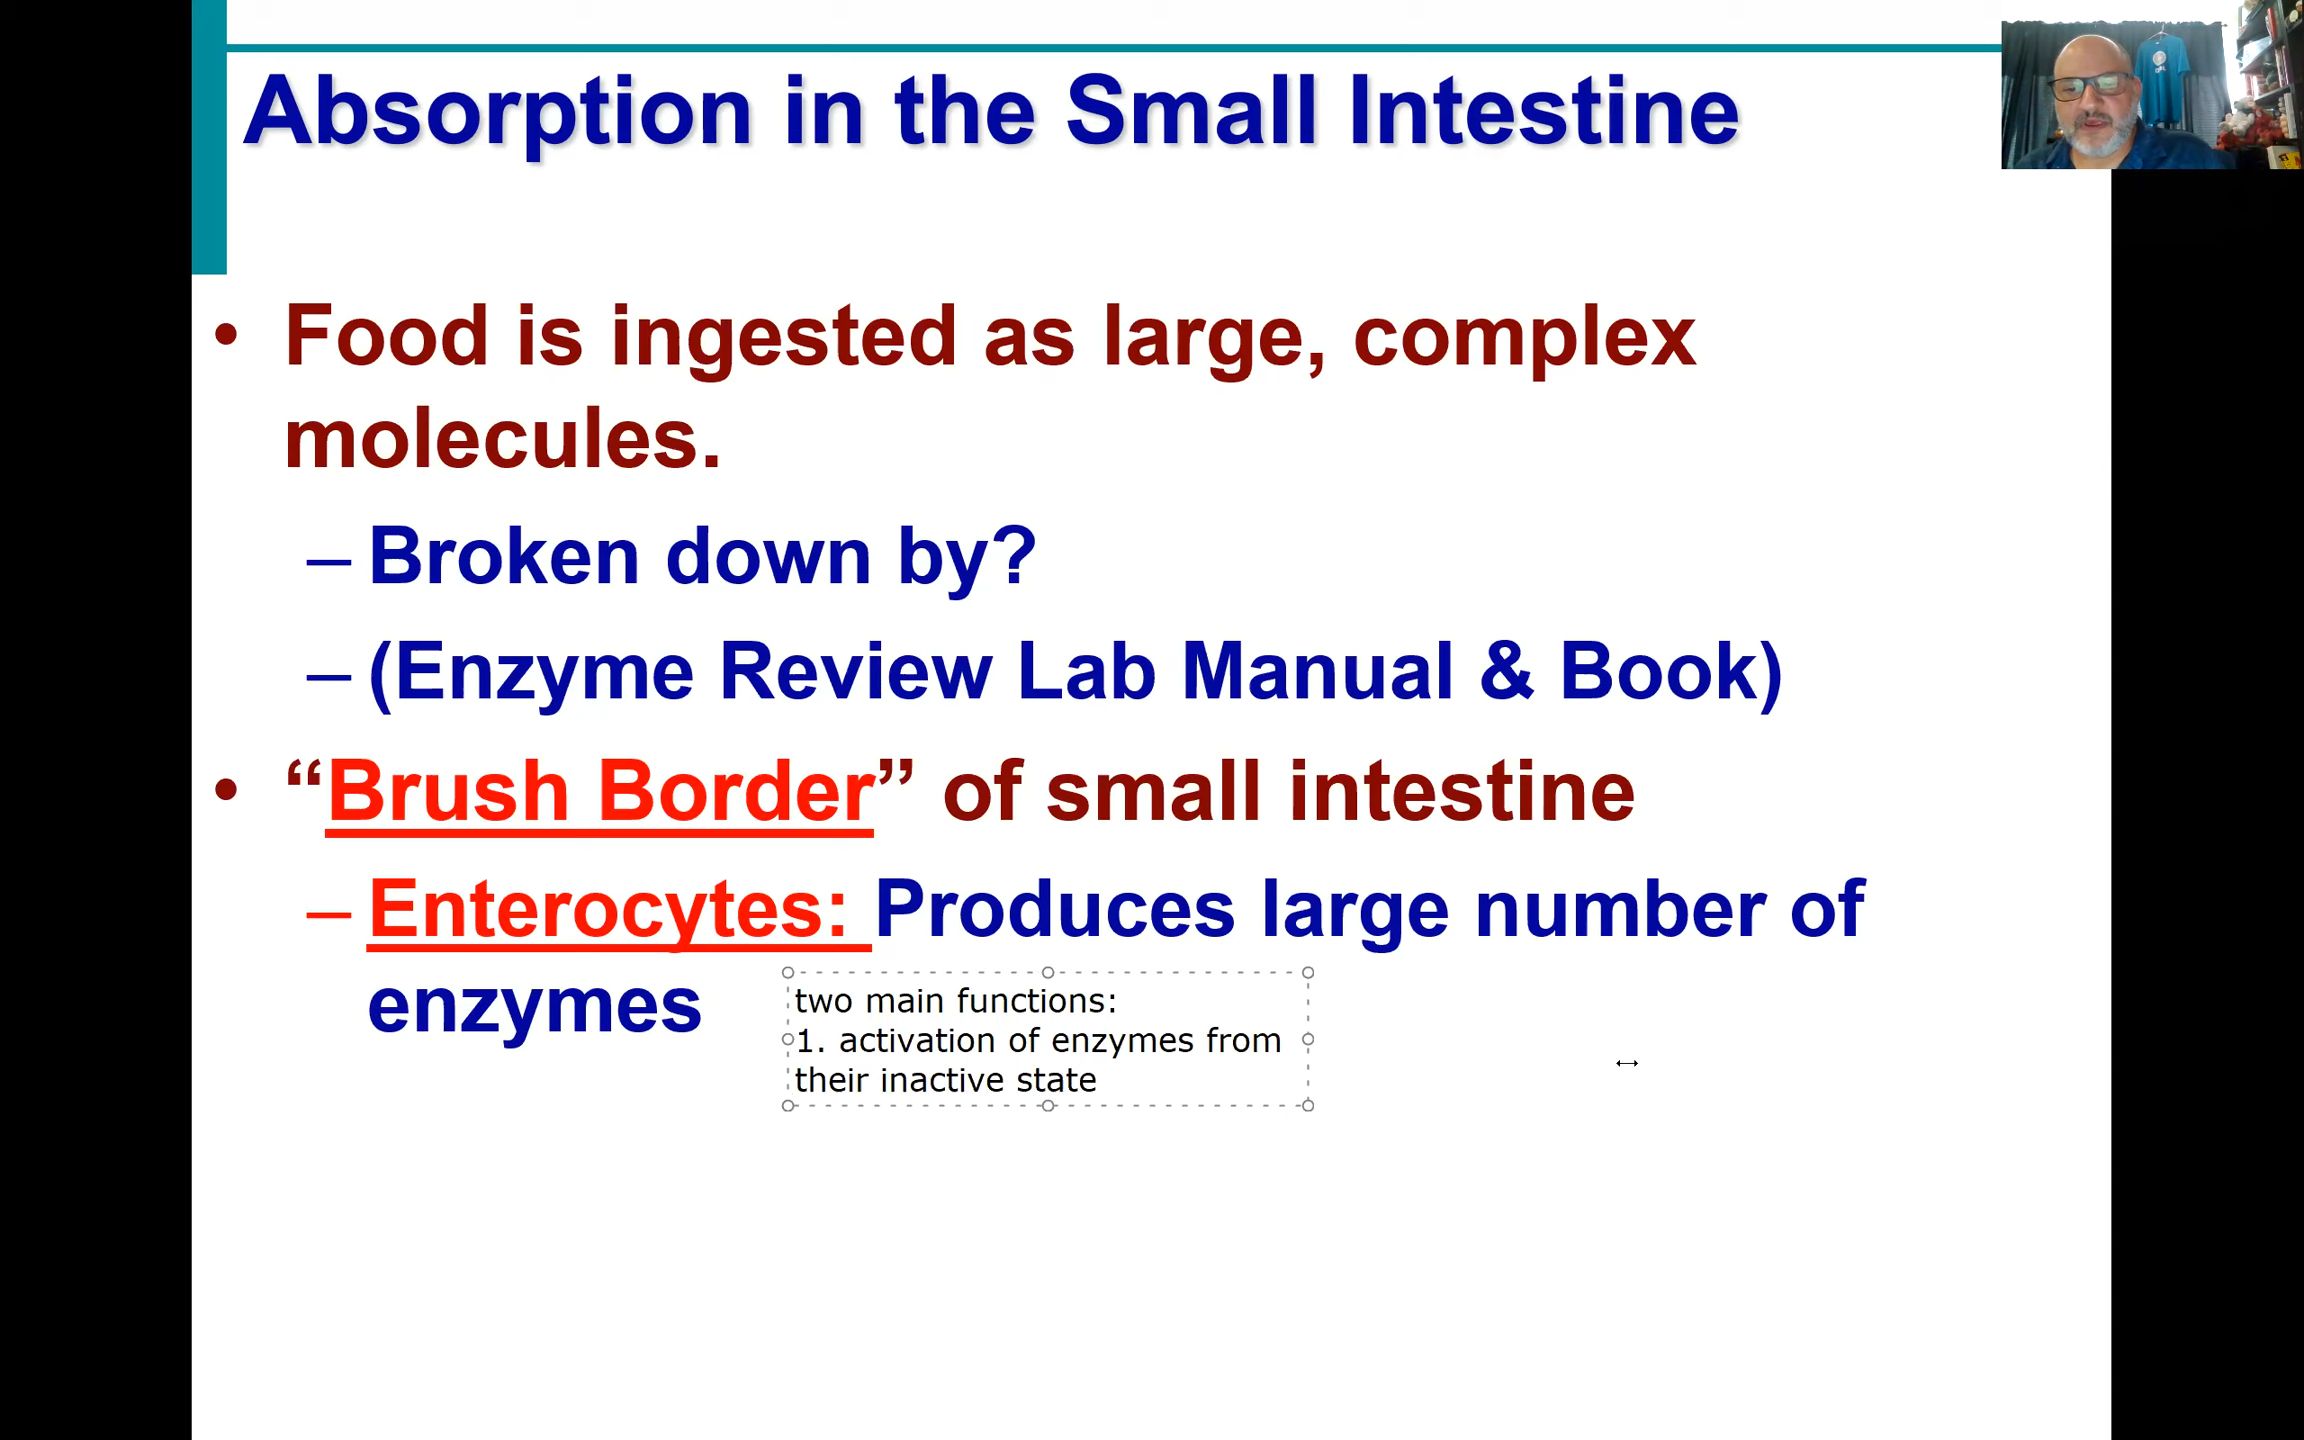 Absorption in the Small Intestine
• Food is ingested as large, complex
molecules.
– Broken down by?
– (Enzyme Review Lab Manual & Book)
• “Brush Border” of small intestine
– Enterocytes: Produces large number of
enzymes
two main functions:
1. activation of enzymes from
their inactive state